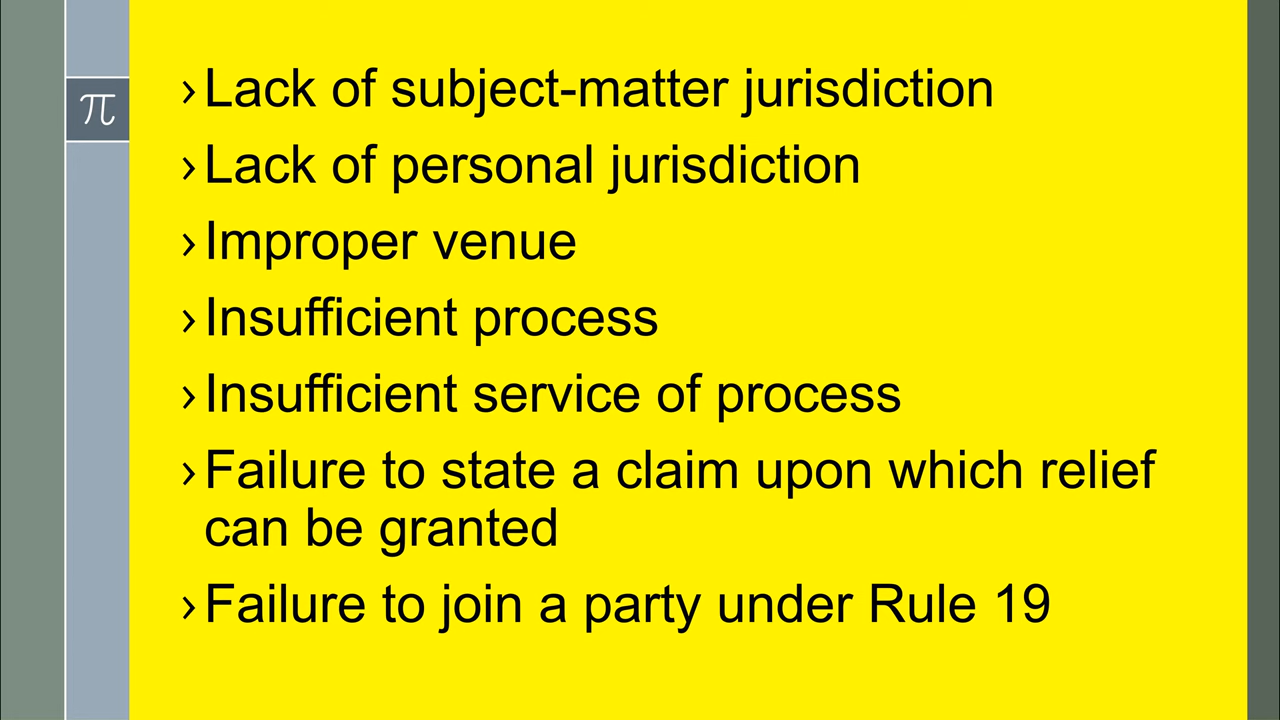 π
› Lack of subject-matter jurisdiction
› Lack of personal jurisdiction
› Improper venue
› Insufficient process
› Insufficient service of process
› Failure to state a claim upon which relief
can be granted
› Failure to join a party under Rule 19